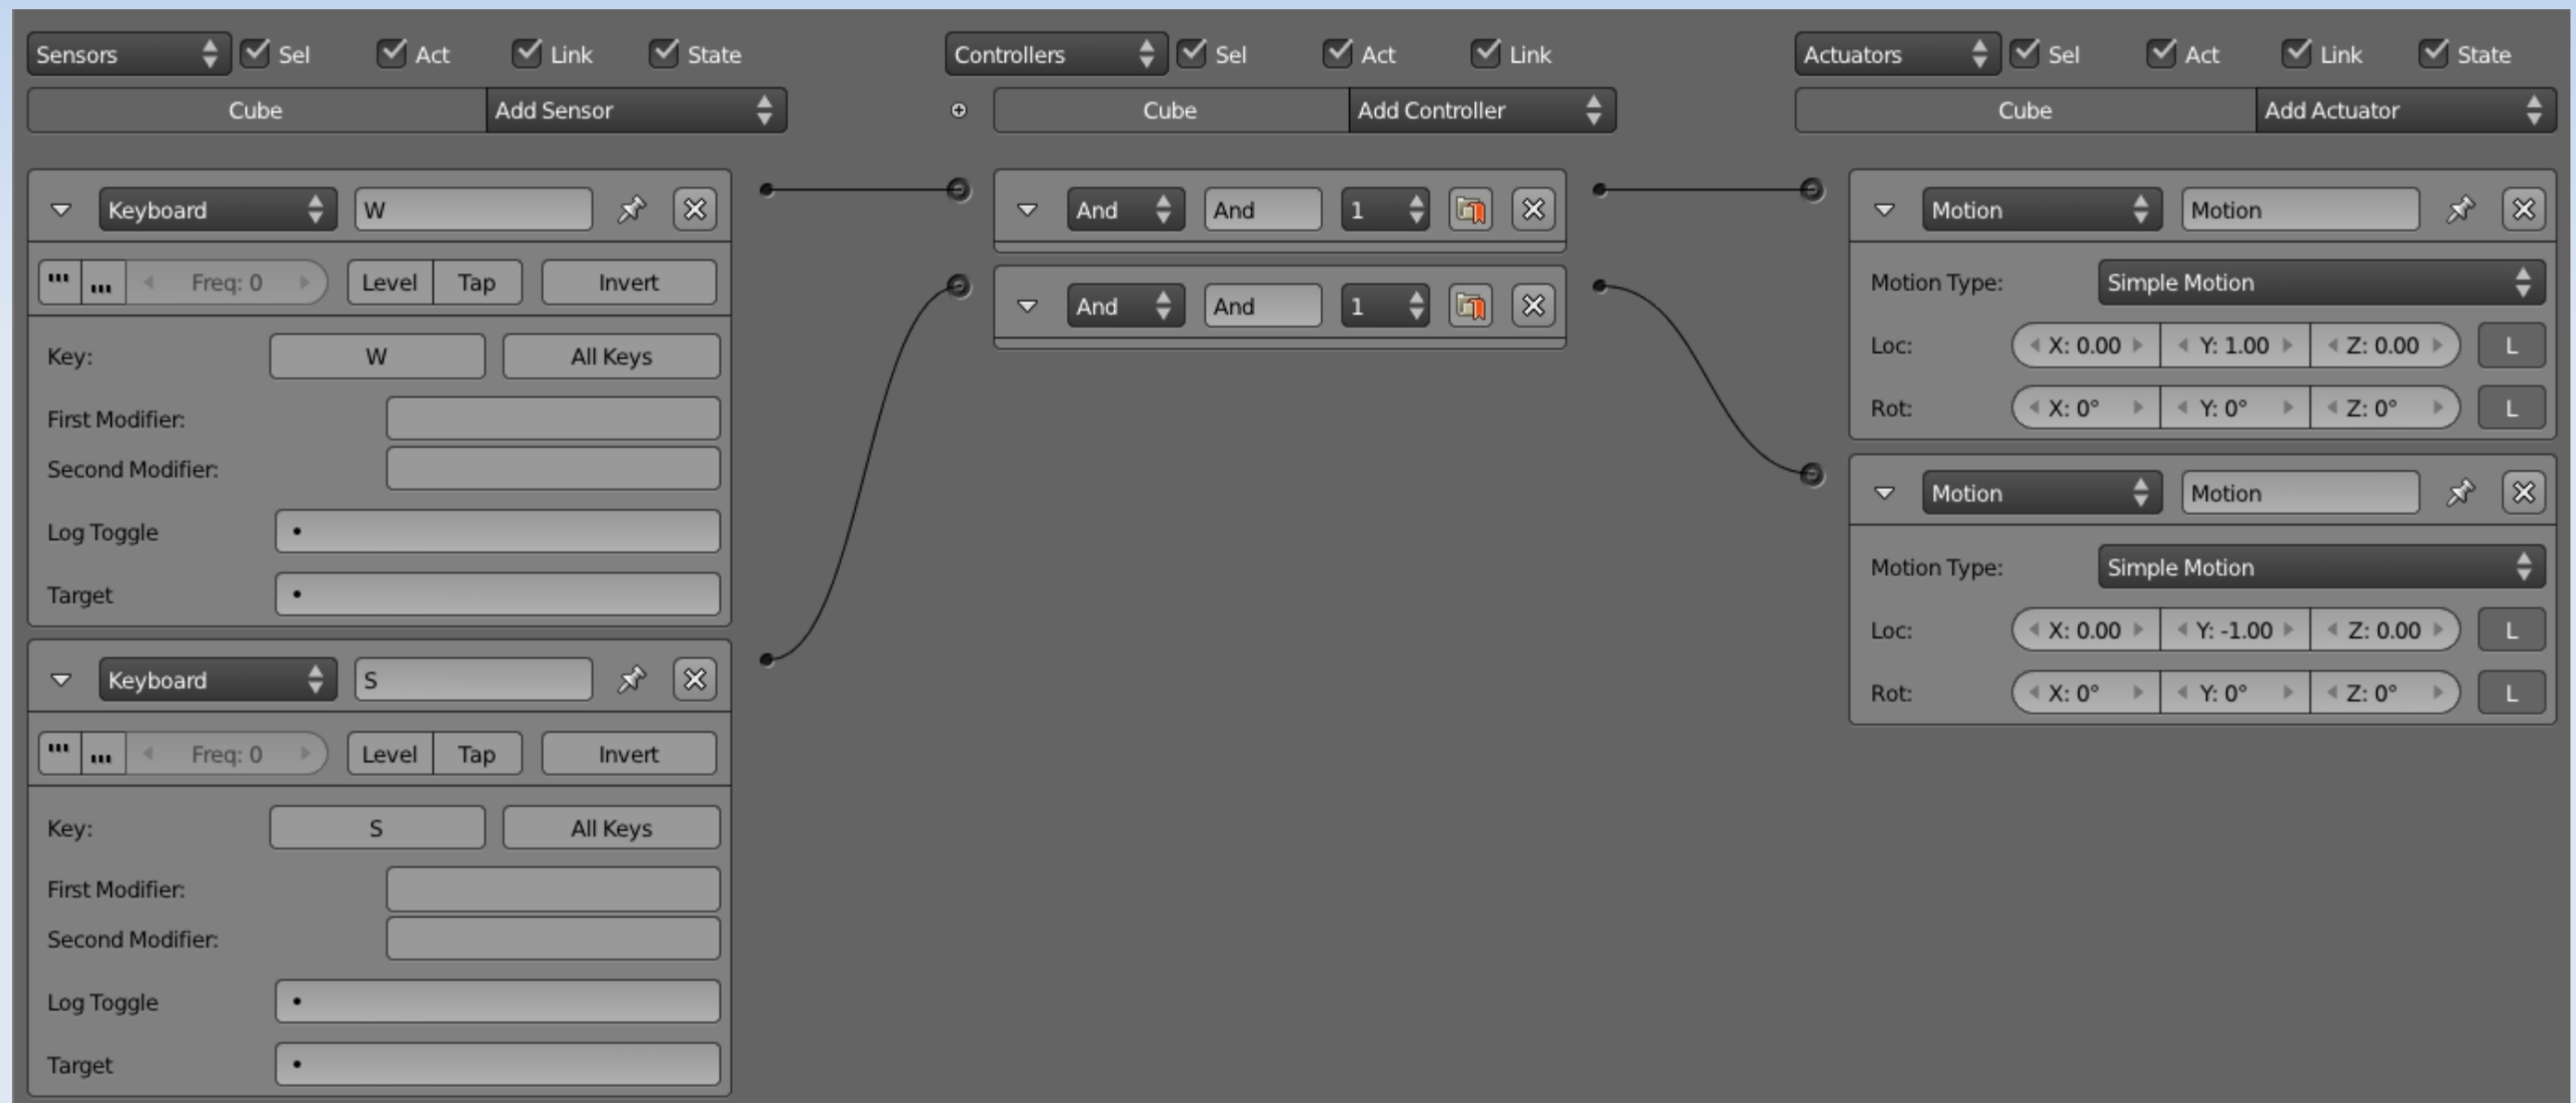 Sensors Sel Act Link State Controllers Sel Act Link Actuators Sel Act Link State
Cube Add Sensor Cube Add Controller Cube Add Actuator
Keyboard W
Freq: 0 Level Tap Invert
Key: W All Keys
First Modifier:
Second Modifier:
Log Toggle
Target
Keyboard S
Freq: 0 Level Tap Invert
Key: S All Keys
First Modifier:
Second Modifier:
Log Toggle
Target
And And 1
And And 1
Motion Motion
Motion Type: Simple Motion
Loc: X: 0.00 Y: 1.00 Z: 0.00 L
Rot: X: 0° Y: 0° Z: 0° L
Motion Motion
Motion Type: Simple Motion
Loc: X: 0.00 Y: -1.00 Z: 0.00 L
Rot: X: 0° Y: 0° Z: 0° L